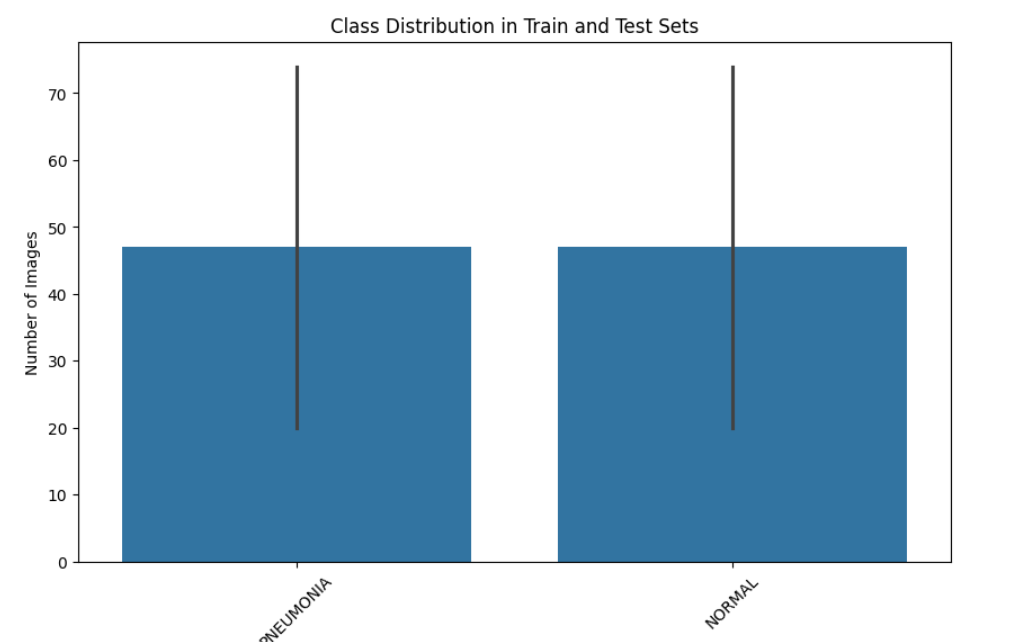 Class Distribution in Train and Test Sets
Number of Images
70
60
50
40
30
20
10
0
PNEUMONIA
NORMAL